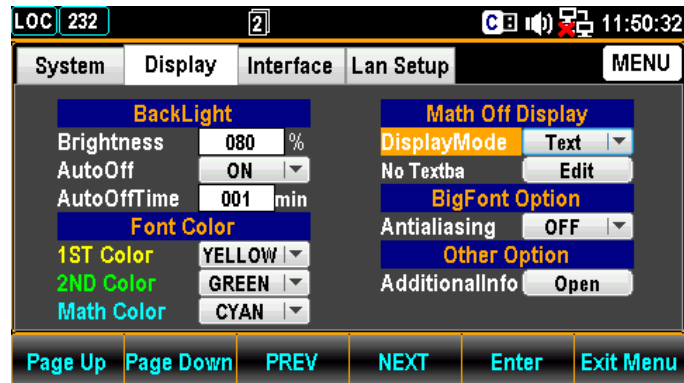 LOC 232 2 C 11:50:32
System Display Interface Lan Setup MENU
BackLight
Brightness 080 %
AutoOff ON
AutoOffTime 001 min
Font Color
1ST Color YELLOW
2ND Color GREEN
Math Color CYAN
Math Off Display
DisplayMode Text
No Textba Edit
BigFont Option
Antialiasing OFF
Other Option
AdditionalInfo Open
Page Up Page Down PREV NEXT Enter Exit Menu